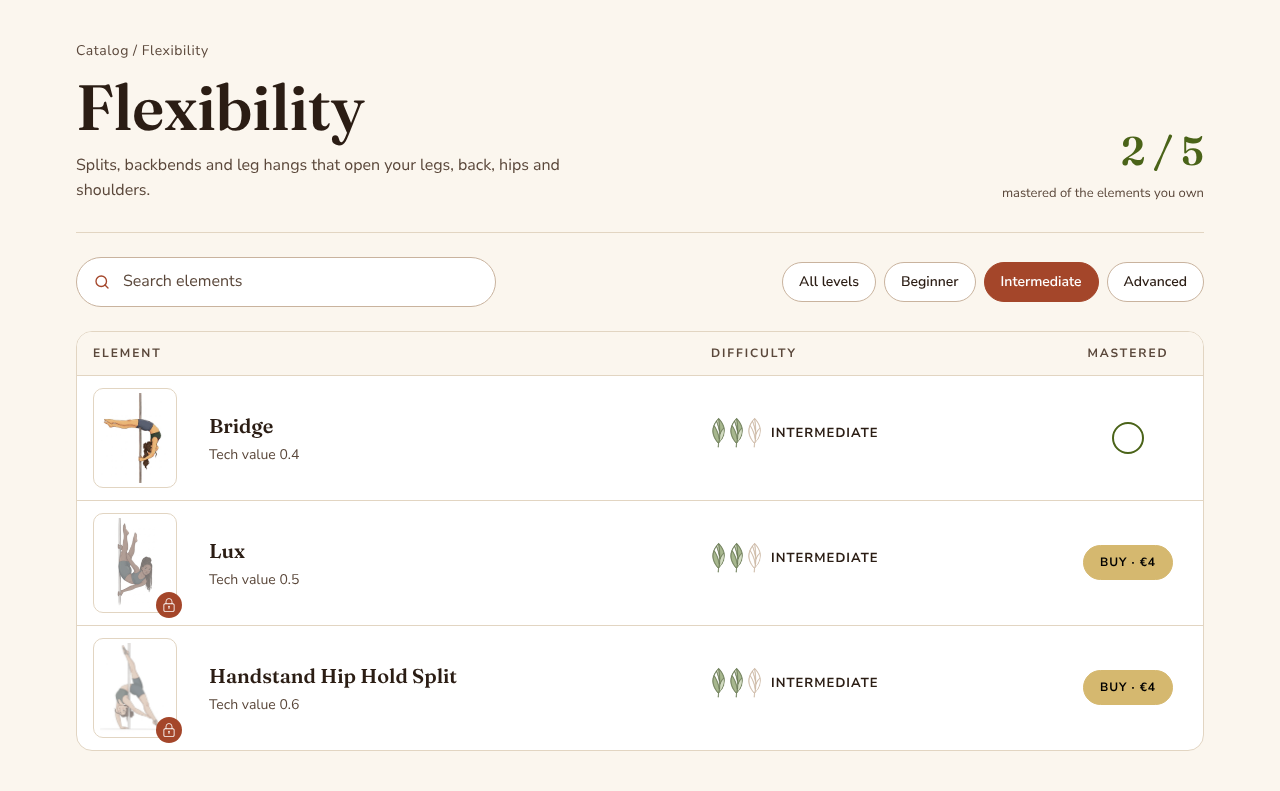 Catalog / Flexibility
Flexibility
Splits, backbends and leg hangs that open your legs, back, hips and
shoulders.
2 / 5
mastered of the elements you own
Search elements
All levels
Beginner
Intermediate
Advanced
ELEMENT
DIFFICULTY
MASTERED
Bridge
Tech value 0.4
INTERMEDIATE
Lux
Tech value 0.5
INTERMEDIATE
BUY · €4
Handstand Hip Hold Split
Tech value 0.6
INTERMEDIATE
BUY · €4